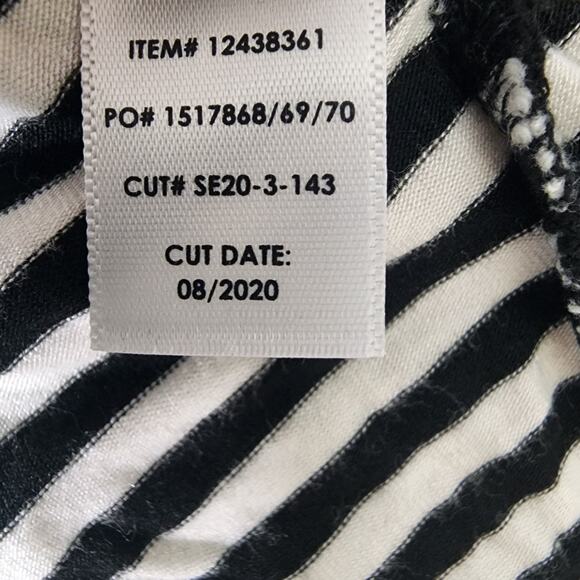 ITEM# 12438361
PO# 1517868/69/70
CUT# SE20-3-143
CUT DATE:
08/2020